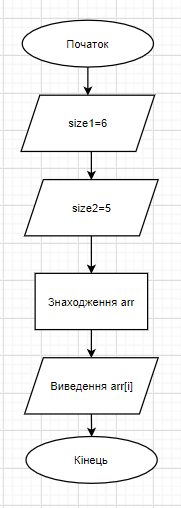 Початок
size1=6
size2=5
Знаходження arr
Виведення arr[i]
Кінець